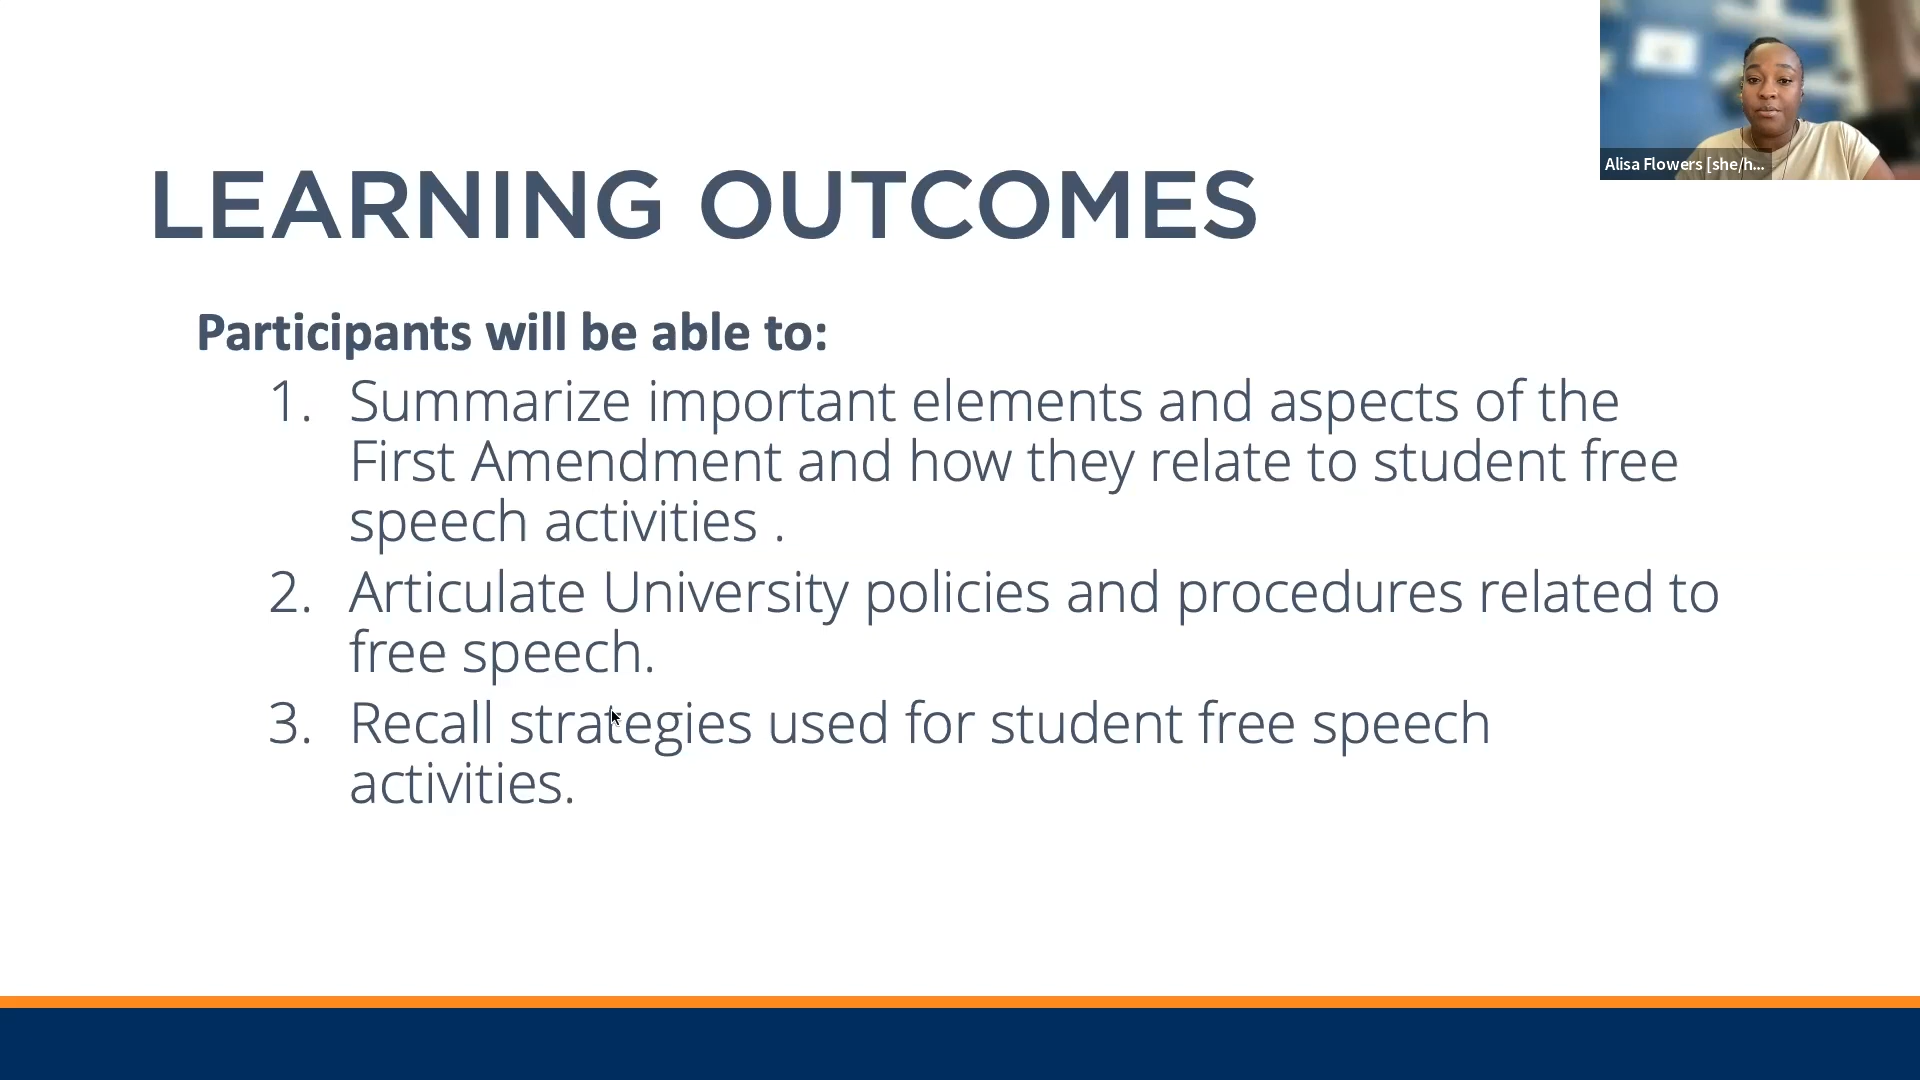 Alisa Flowers [she/h...
LEARNING OUTCOMES
Participants will be able to:
1. Summarize important elements and aspects of the
First Amendment and how they relate to student free
speech activities .
2. Articulate University policies and procedures related to
free speech.
3. Recall strategies used for student free speech
activities.